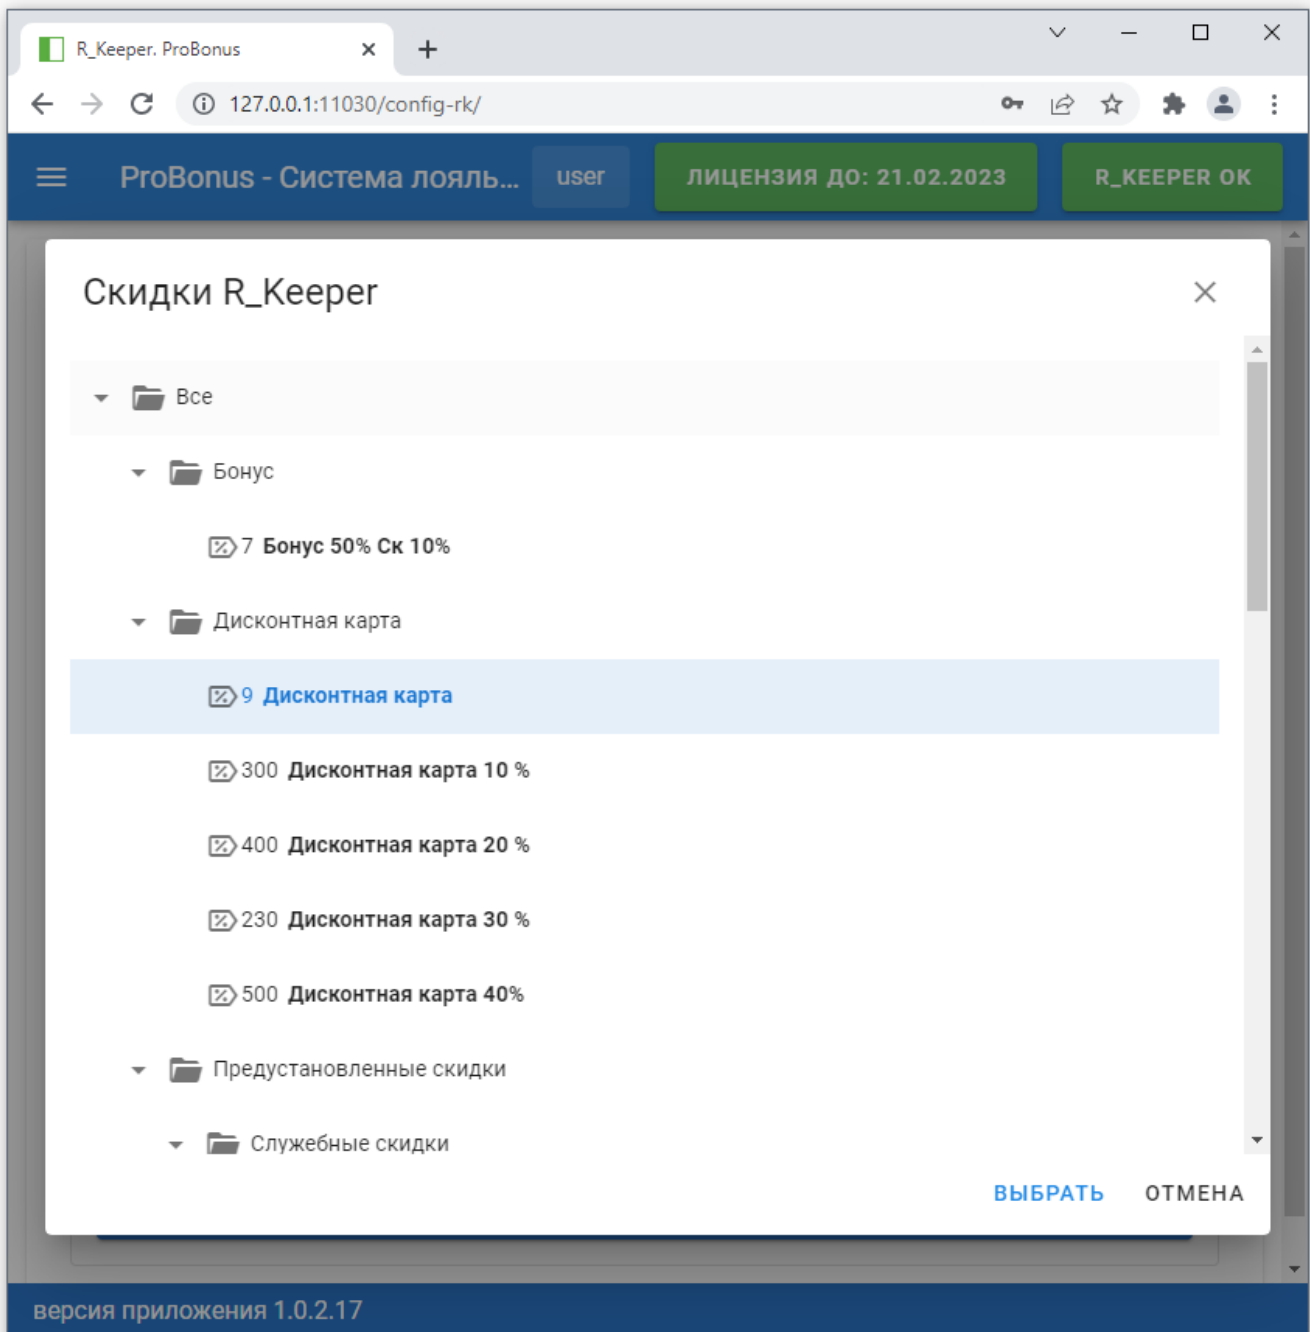 R_Keeper. ProBonus
127.0.0.1:11030/config-rk/
ProBonus - Система лояль... user ЛИЦЕНЗИЯ ДО: 21.02.2023 R_KEEPER OK
Скидки R_Keeper
Все
Бонус
7 Бонус 50% Ск 10%
Дисконтная карта
9 Дисконтная карта
300 Дисконтная карта 10 %
400 Дисконтная карта 20 %
230 Дисконтная карта 30 %
500 Дисконтная карта 40%
Предустановленные скидки
Служебные скидки
ВЫБРАТЬ ОТМЕНА
версия приложения 1.0.2.17